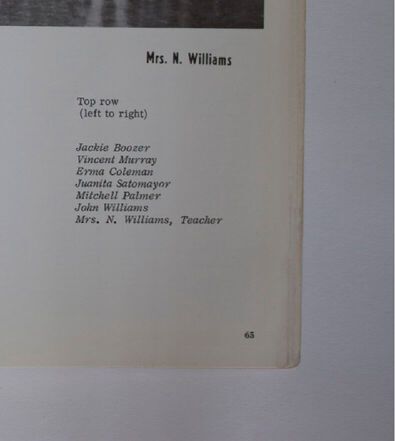 Mrs. N. Williams
Top row
(left to right)
Jackie Boozer
Vincent Murray
Erma Coleman
Juanita Satomayor
Mitchell Palmer
John Williams
Mrs. N. Williams, Teacher
65